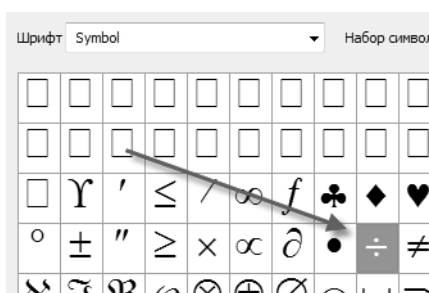 Шрифт Symbol Набор символ
□ □ □ □ □ □ □ □ □ □
□ □ □ □ □ □ □ □ □ □
□ ϒ ′ ≤ ⁄ ∞ ƒ ♣ ♦ ♥
° ± ″ ≥ × ∝ ∂ • ÷ ≠
ℵ ℑ ℜ ℘ ⊗ ⊕ ∅